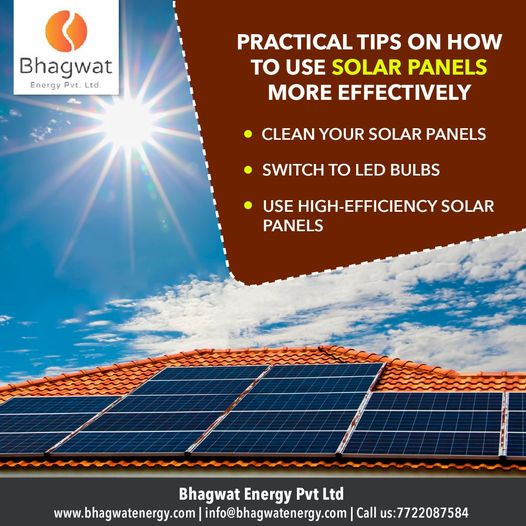 Bhagwat
Energy Pvt. Ltd.
PRACTICAL TIPS ON HOW
TO USE SOLAR PANELS
MORE EFFECTIVELY
CLEAN YOUR SOLAR PANELS
SWITCH TO LED BULBS
USE HIGH-EFFICIENCY SOLAR
PANELS
Bhagwat Energy Pvt Ltd
www.bhagwatenergy.com | info@bhagwatenergy.com | Call us:7722087584